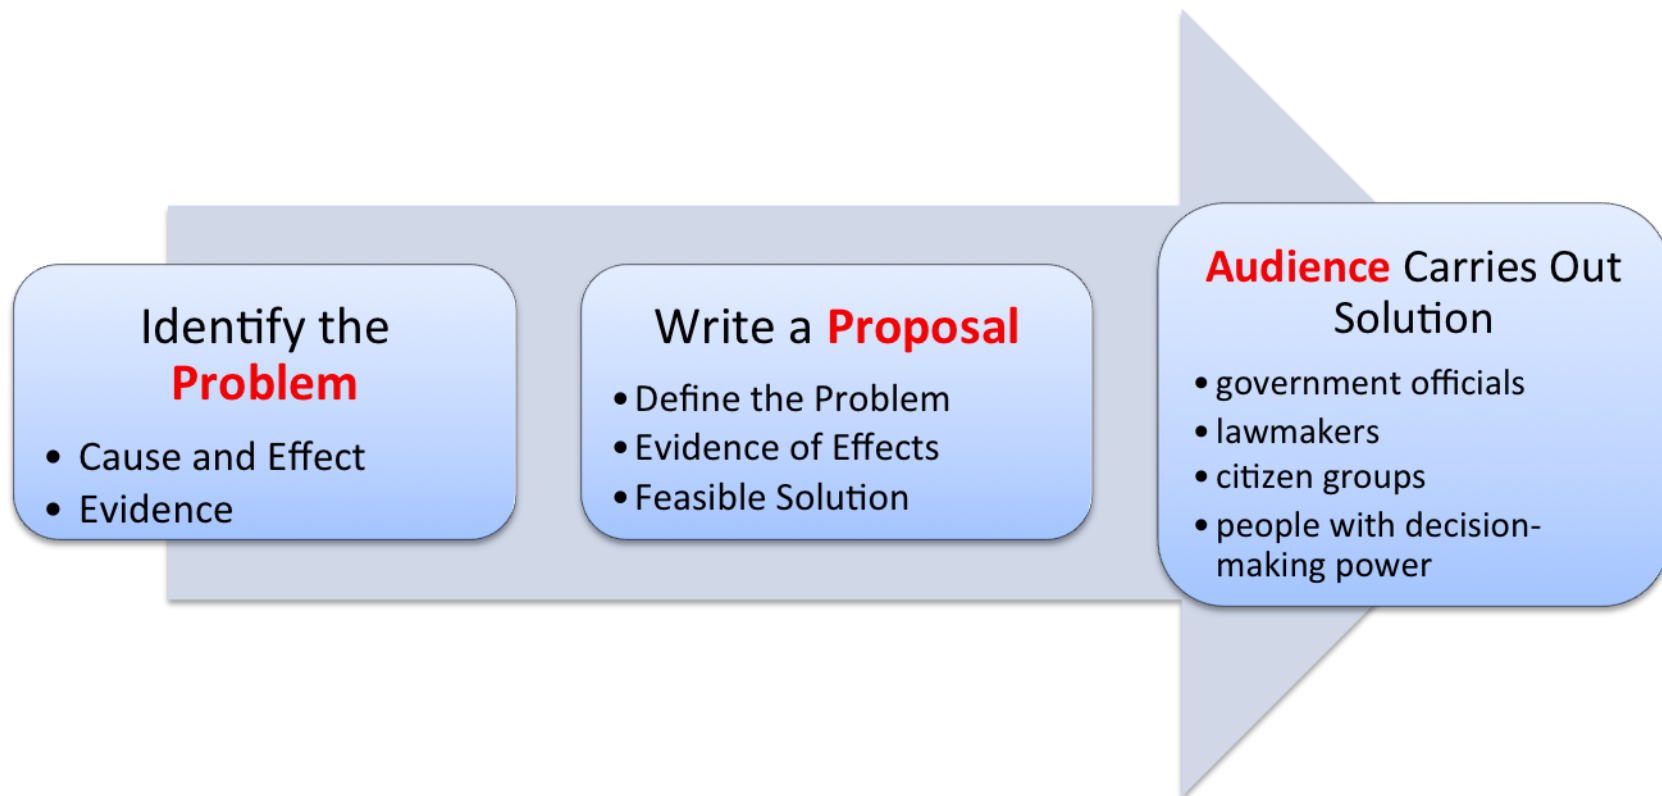 Identify the
Problem
• Cause and Effect
• Evidence
Write a Proposal
• Define the Problem
• Evidence of Effects
• Feasible Solution
Audience Carries Out
Solution
• government officials
• lawmakers
• citizen groups
• people with decision-
making power